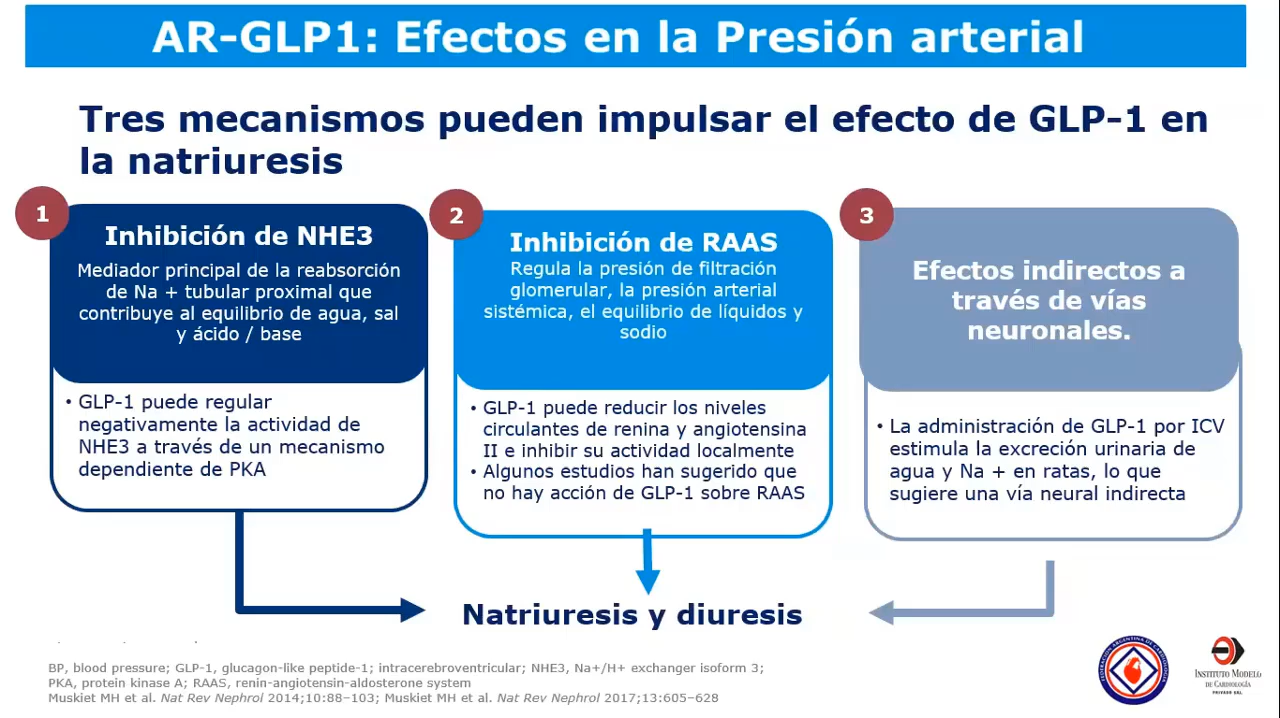 AR-GLP1: Efectos en la Presión arterial
Tres mecanismos pueden impulsar el efecto de GLP-1 en
la natriuresis
1
Inhibición de NHE3
Mediador principal de la reabsorción
de Na + tubular proximal que
contribuye al equilibrio de agua, sal
y ácido / base
• GLP-1 puede regular
negativamente la actividad de
NHE3 a través de un mecanismo
dependiente de PKA
2
Inhibición de RAAS
Regula la presión de filtración
glomerular, la presión arterial
sistémica, el equilibrio de líquidos y
sodio
• GLP-1 puede reducir los niveles
circulantes de renina y angiotensina
II e inhibir su actividad localmente
• Algunos estudios han sugerido que
no hay acción de GLP-1 sobre RAAS
3
Efectos indirectos a
través de vías
neuronales.
• La administración de GLP-1 por ICV
estimula la excreción urinaria de
agua y Na + en ratas, lo que
sugiere una vía neural indirecta
Natriuresis y diuresis
BP, blood pressure; GLP-1, glucagon-like peptide-1; intracerebroventricular; NHE3, Na+/H+ exchanger isoform 3;
PKA, protein kinase A; RAAS, renin-angiotensin-aldosterone system
Muskiet MH et al. Nat Rev Nephrol 2014;10:88–103; Muskiet MH et al. Nat Rev Nephrol 2017;13:605–628
FEDERACIÓN ARGENTINA DE CARDIOLOGÍA
INSTITUTO MODELO
DE CARDIOLOGÍA
PRIVADO SRL